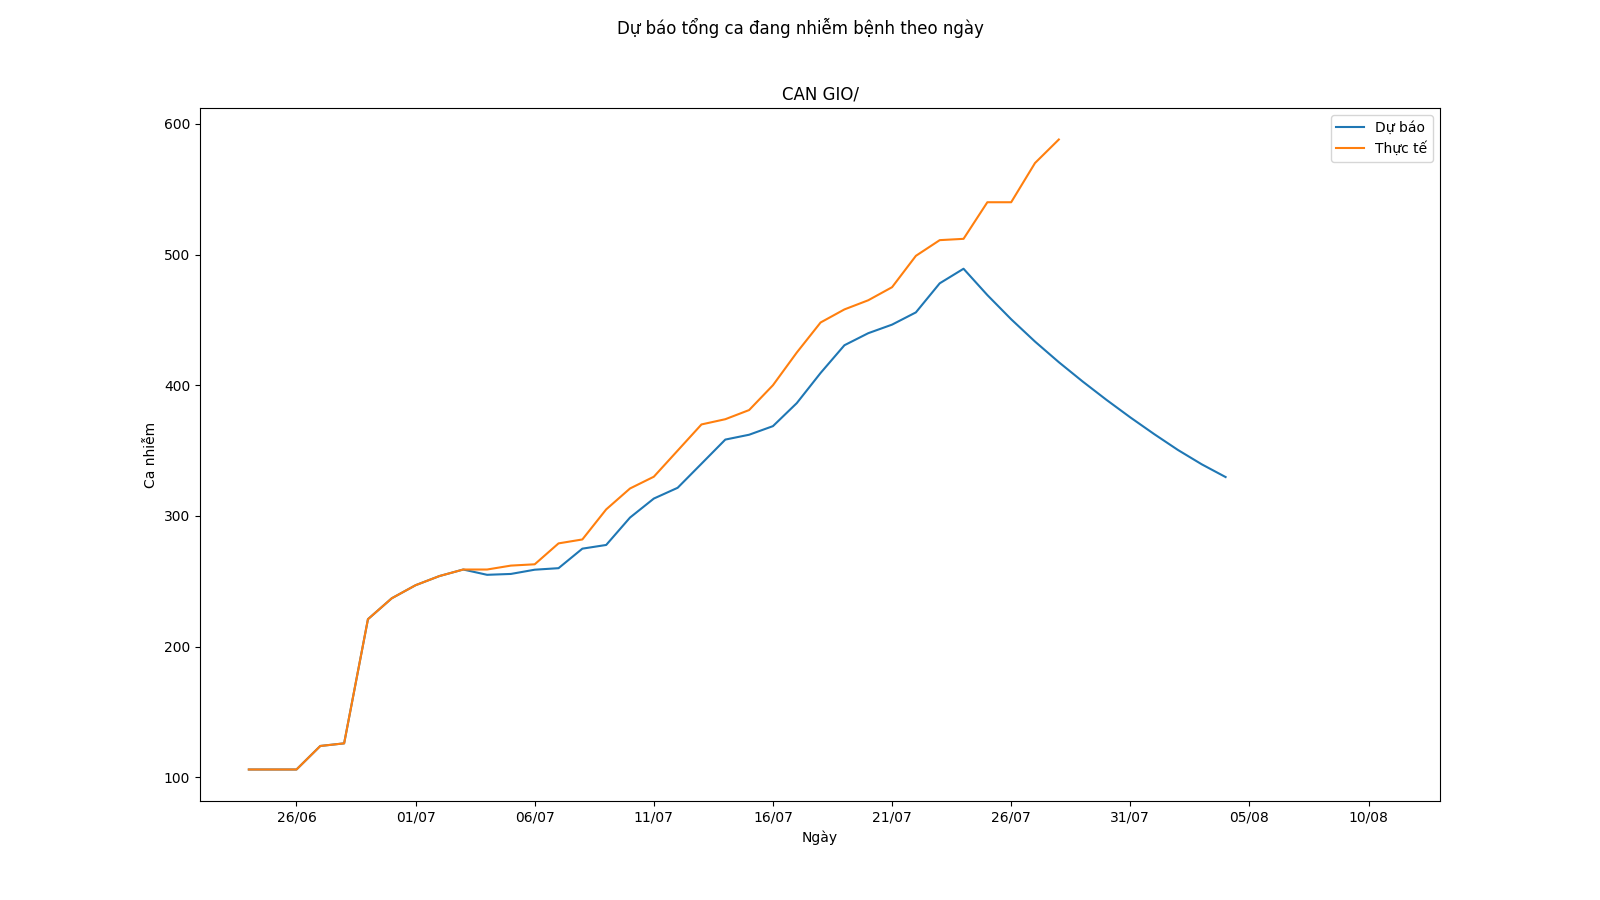 Dự báo tổng ca đang nhiễm bệnh theo ngày
CAN GIO/
600
500
400
300
200
100
Ca nhiễm
Dự báo
Thực tế
26/06 01/07 06/07 11/07 16/07 21/07 26/07 31/07 05/08 10/08
Ngày